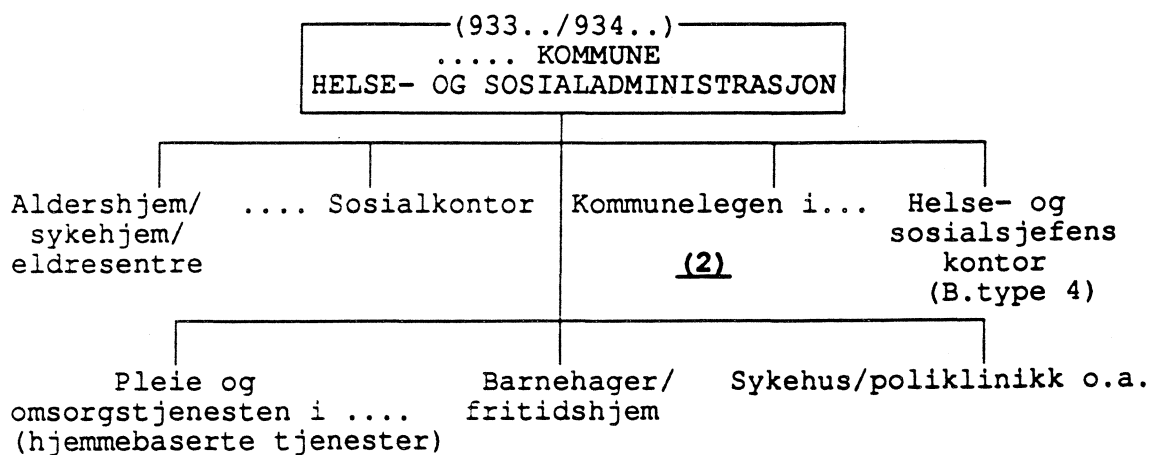 (933../934..)
..... KOMMUNE
HELSE- OG SOSIALADMINISTRASJON
Aldershjem/
sykehjem/
eldresentre
.... Sosialkontor
Kommunelegen i...
(2)
Helse- og
sosialsjefens
kontor
(B.type 4)
Pleie og
omsorgstjenesten i ....
(hjemmebaserte tjenester)
Barnehager/
fritidshjem
Sykehus/poliklinikk o.a.